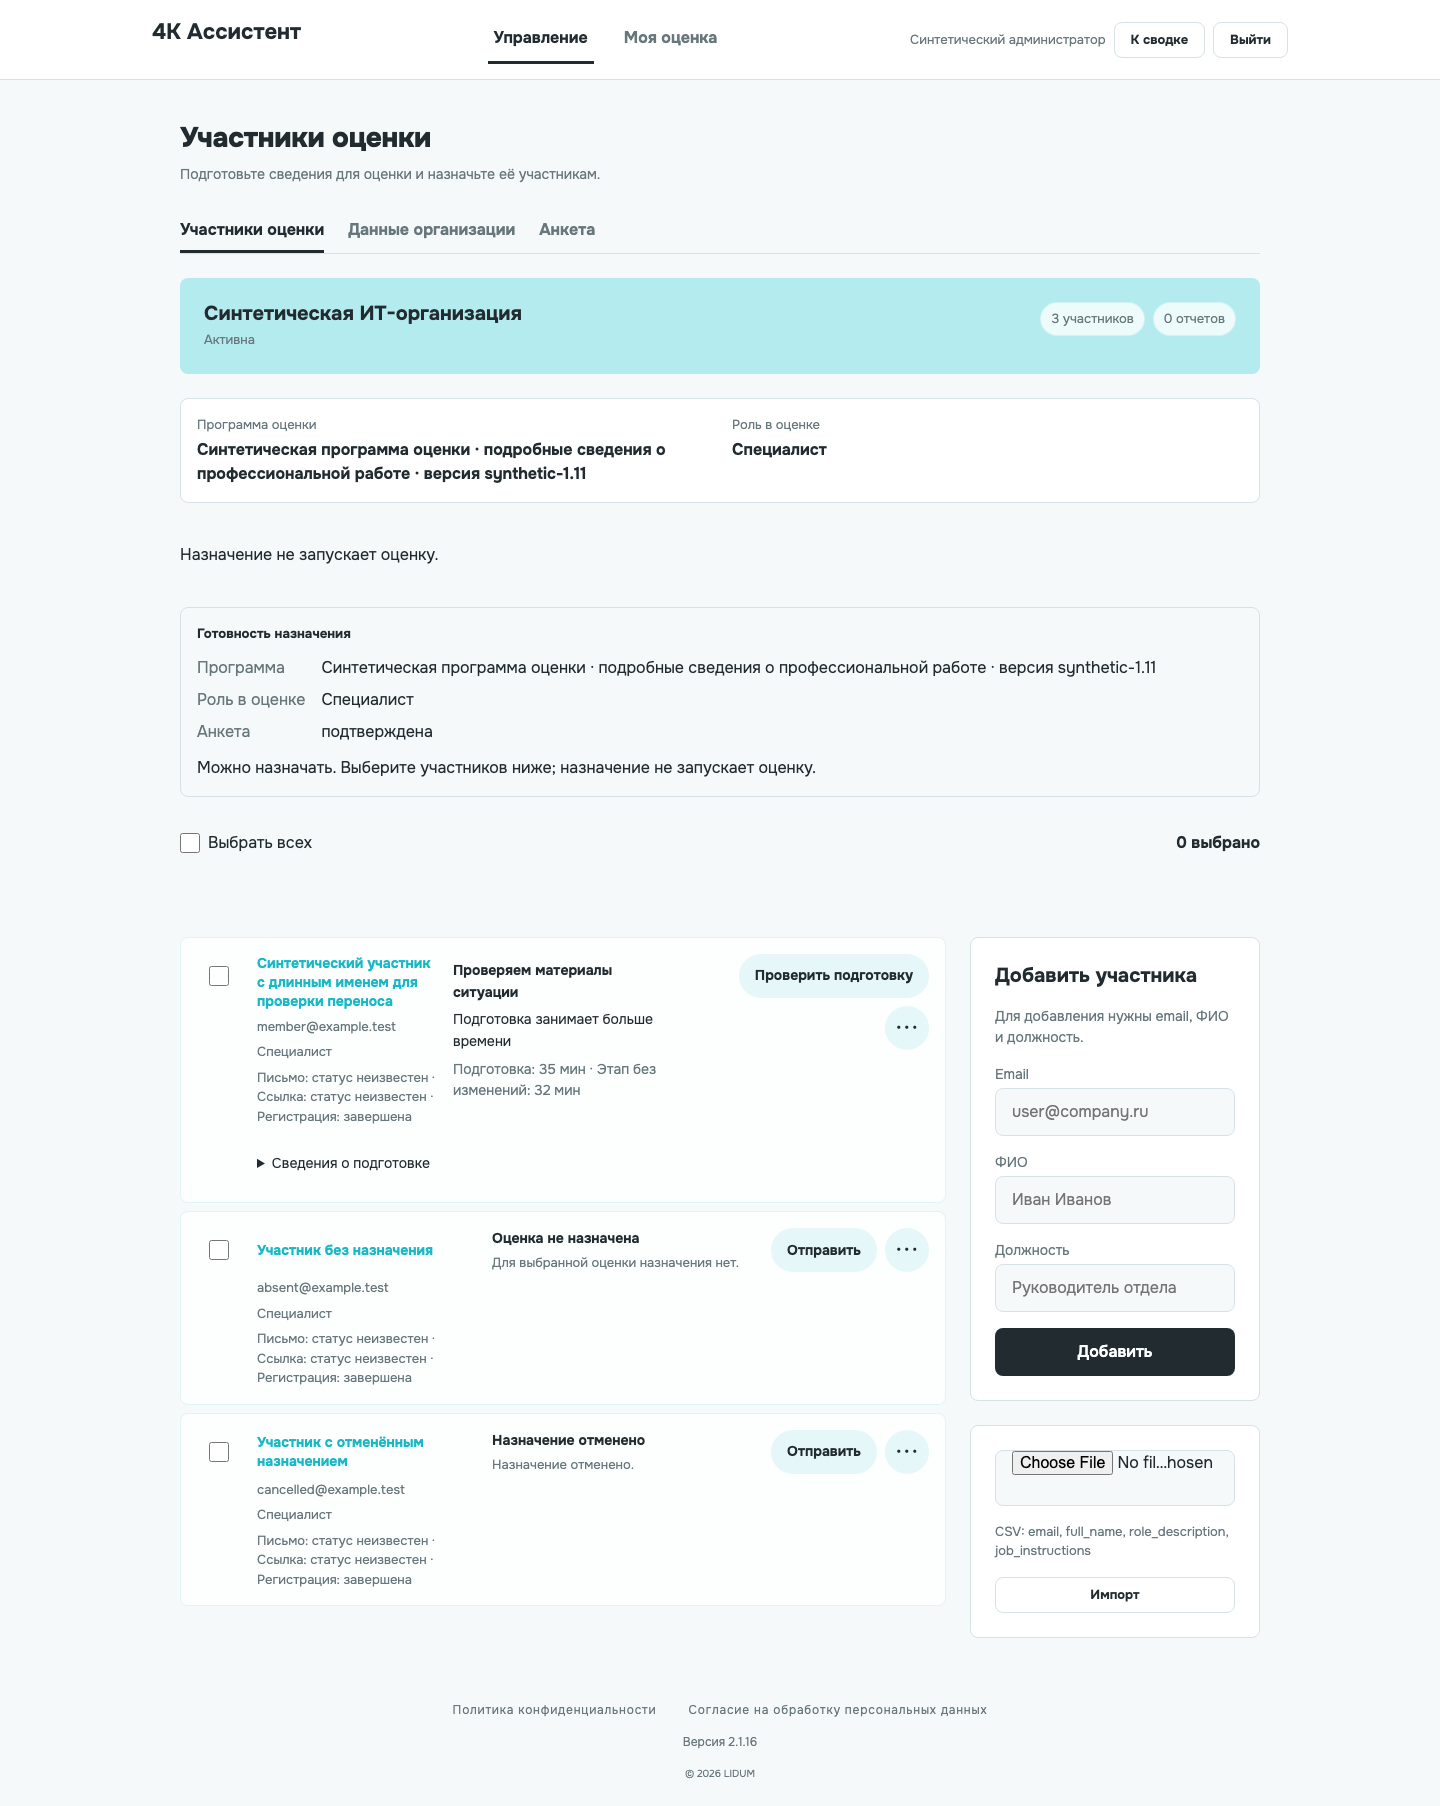 4К Ассистент
Управление
Моя оценка
Синтетический администратор
К сводке
Выйти
Участники оценки
Подготовьте сведения для оценки и назначьте её участникам.
Участники оценки
Данные организации
Анкета
Синтетическая ИТ-организация
Активна
3 участников
0 отчетов
Программа оценки
Синтетическая программа оценки · подробные сведения о
профессиональной работе · версия synthetic-1.11
Роль в оценке
Специалист
Назначение не запускает оценку.
Готовность назначения
Программа
Синтетическая программа оценки · подробные сведения о профессиональной работе · версия synthetic-1.11
Роль в оценке
Специалист
Анкета
подтверждена
Можно назначать. Выберите участников ниже; назначение не запускает оценку.
Выбрать всех
0 выбрано
Синтетический участник
с длинным именем для
проверки переноса
member@example.test
Специалист
Письмо: статус неизвестен ·
Ссылка: статус неизвестен ·
Регистрация: завершена
Сведения о подготовке
Проверяем материалы
ситуации
Подготовка занимает больше
времени
Подготовка: 35 мин · Этап без
изменений: 32 мин
Проверить подготовку
Участник без назначения
absent@example.test
Специалист
Письмо: статус неизвестен ·
Ссылка: статус неизвестен ·
Регистрация: завершена
Оценка не назначена
Для выбранной оценки назначения нет.
Отправить
Участник с отменённым
назначением
cancelled@example.test
Специалист
Письмо: статус неизвестен ·
Ссылка: статус неизвестен ·
Регистрация: завершена
Назначение отменено
Назначение отменено.
Отправить
Добавить участника
Для добавления нужны email, ФИО
и должность.
Email
user@company.ru
ФИО
Иван Иванов
Должность
Руководитель отдела
Добавить
Choose File No fil...hosen
CSV: email, full_name, role_description,
job_instructions
Импорт
Политика конфиденциальности
Согласие на обработку персональных данных
Версия 2.1.16
© 2026 LIDUM